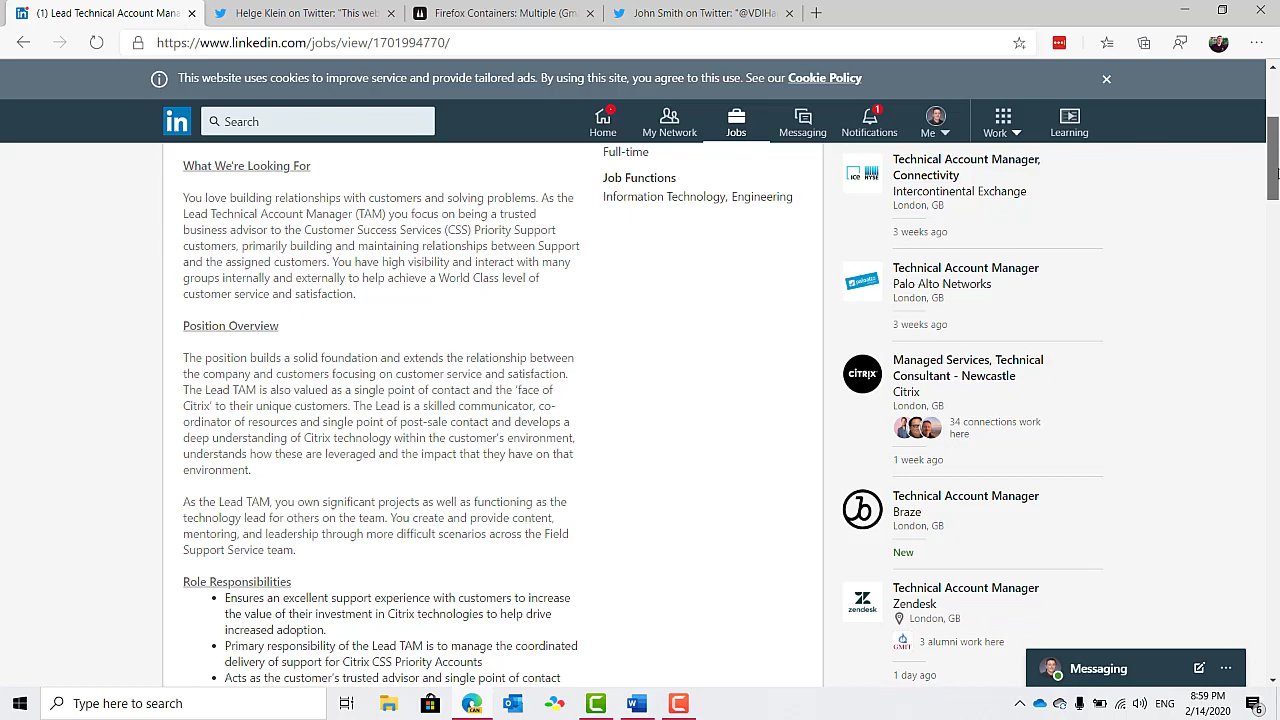 (1) Lead Technical Account Mana
Helge Klein on Twitter: "This web
Firefox Containers: Multiple (Gm
John Smith on Twitter: "@VDIHa
https://www.linkedin.com/jobs/view/1701994770/
This website uses cookies to improve service and provide tailored ads. By using this site, you agree to this use. See our Cookie Policy
in
Search
Home
My Network
Jobs
Messaging
1
Notifications
Me
Work
Learning
What We're Looking For
You love building relationships with customers and solving problems. As the
Lead Technical Account Manager (TAM) you focus on being a trusted
business advisor to the Customer Success Services (CSS) Priority Support
customers, primarily building and maintaining relationships between Support
and the assigned customers. You have high visibility and interact with many
groups internally and externally to help achieve a World Class level of
customer service and satisfaction.
Position Overview
The position builds a solid foundation and extends the relationship between
the company and customers focusing on customer service and satisfaction.
The Lead TAM is also valued as a single point of contact and the 'face of
Citrix' to their unique customers. The Lead is a skilled communicator, co-
ordinator of resources and single point of post-sale contact and develops a
deep understanding of Citrix technology within the customer's environment,
understands how these are leveraged and the impact that they have on that
environment.
As the Lead TAM, you own significant projects as well as functioning as the
technology lead for others on the team. You create and provide content,
mentoring, and leadership through more difficult scenarios across the Field
Support Service team.
Role Responsibilities
• Ensures an excellent support experience with customers to increase
the value of their investment in Citrix technologies to help drive
increased adoption.
• Primary responsibility of the Lead TAM is to manage the coordinated
delivery of support for Citrix CSS Priority Accounts
• Acts as the customer's trusted advisor and single point of contact
Full-time
Job Functions
Information Technology, Engineering
ice NYSE
Technical Account Manager,
Connectivity
Intercontinental Exchange
London, GB
3 weeks ago
paloalto
Technical Account Manager
Palo Alto Networks
London, GB
3 weeks ago
CİTRIX
Managed Services, Technical
Consultant - Newcastle
Citrix
London, GB
34 connections work
here
1 week ago
Technical Account Manager
Braze
London, GB
New
zendesk
Technical Account Manager
Zendesk
London, GB
GMIT
3 alumni work here
1 day ago
Messaging
Type here to search
ENG
8:59 PM
2/14/2020
6